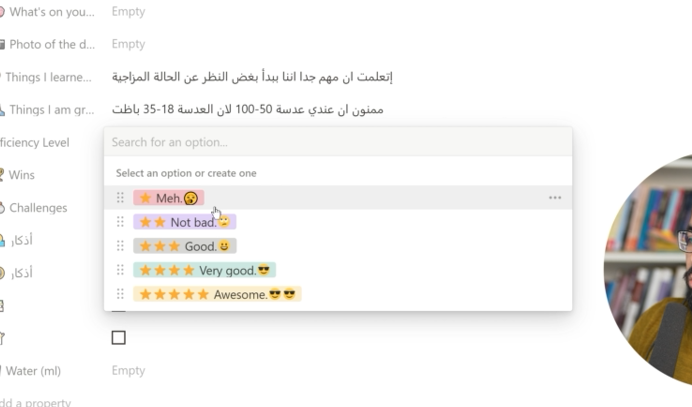 What's on you... Empty
Photo of the d... Empty
Things I learne... إتعلمت ان مهم جدا اننا نبدأ بغض النظر عن الحالة المزاجية
Things I am gr... ممنون ان عندي عدسة 50-100 لان العدسة 18-35 باظت
ficiency Level
Search for an option...
Select an option or create one
Wins
Meh.
Challenges
Not bad.
أذكار
Good.
أذكار
Very good.
Awesome.
Water (ml) Empty
dd a property